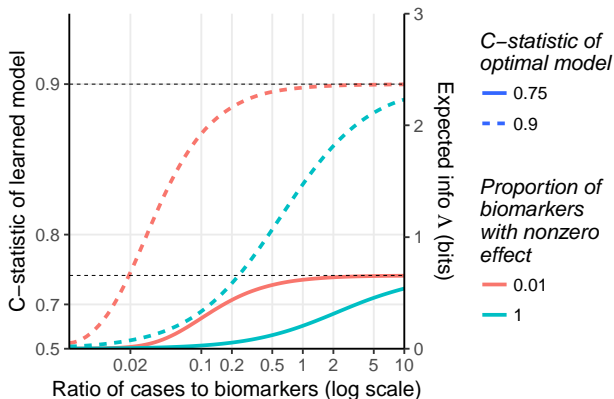 C−statistic of learned model
0.9
0.8
0.7
0.5
0.02
0.1
0.2
0.5
1
2
5
10
Ratio of cases to biomarkers (log scale)
3
2
1
0
Expected info Λ (bits)
C−statistic of
optimal model
0.75
0.9
Proportion of
biomarkers
with nonzero
effect
0.01
1